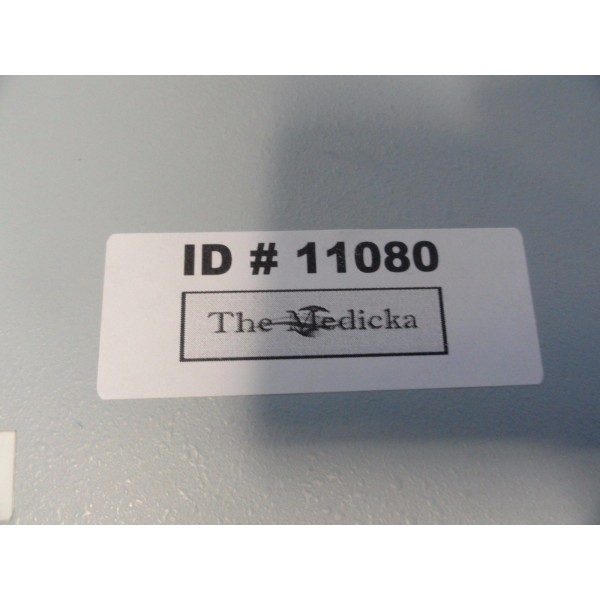 ID # 11080
The Medicka